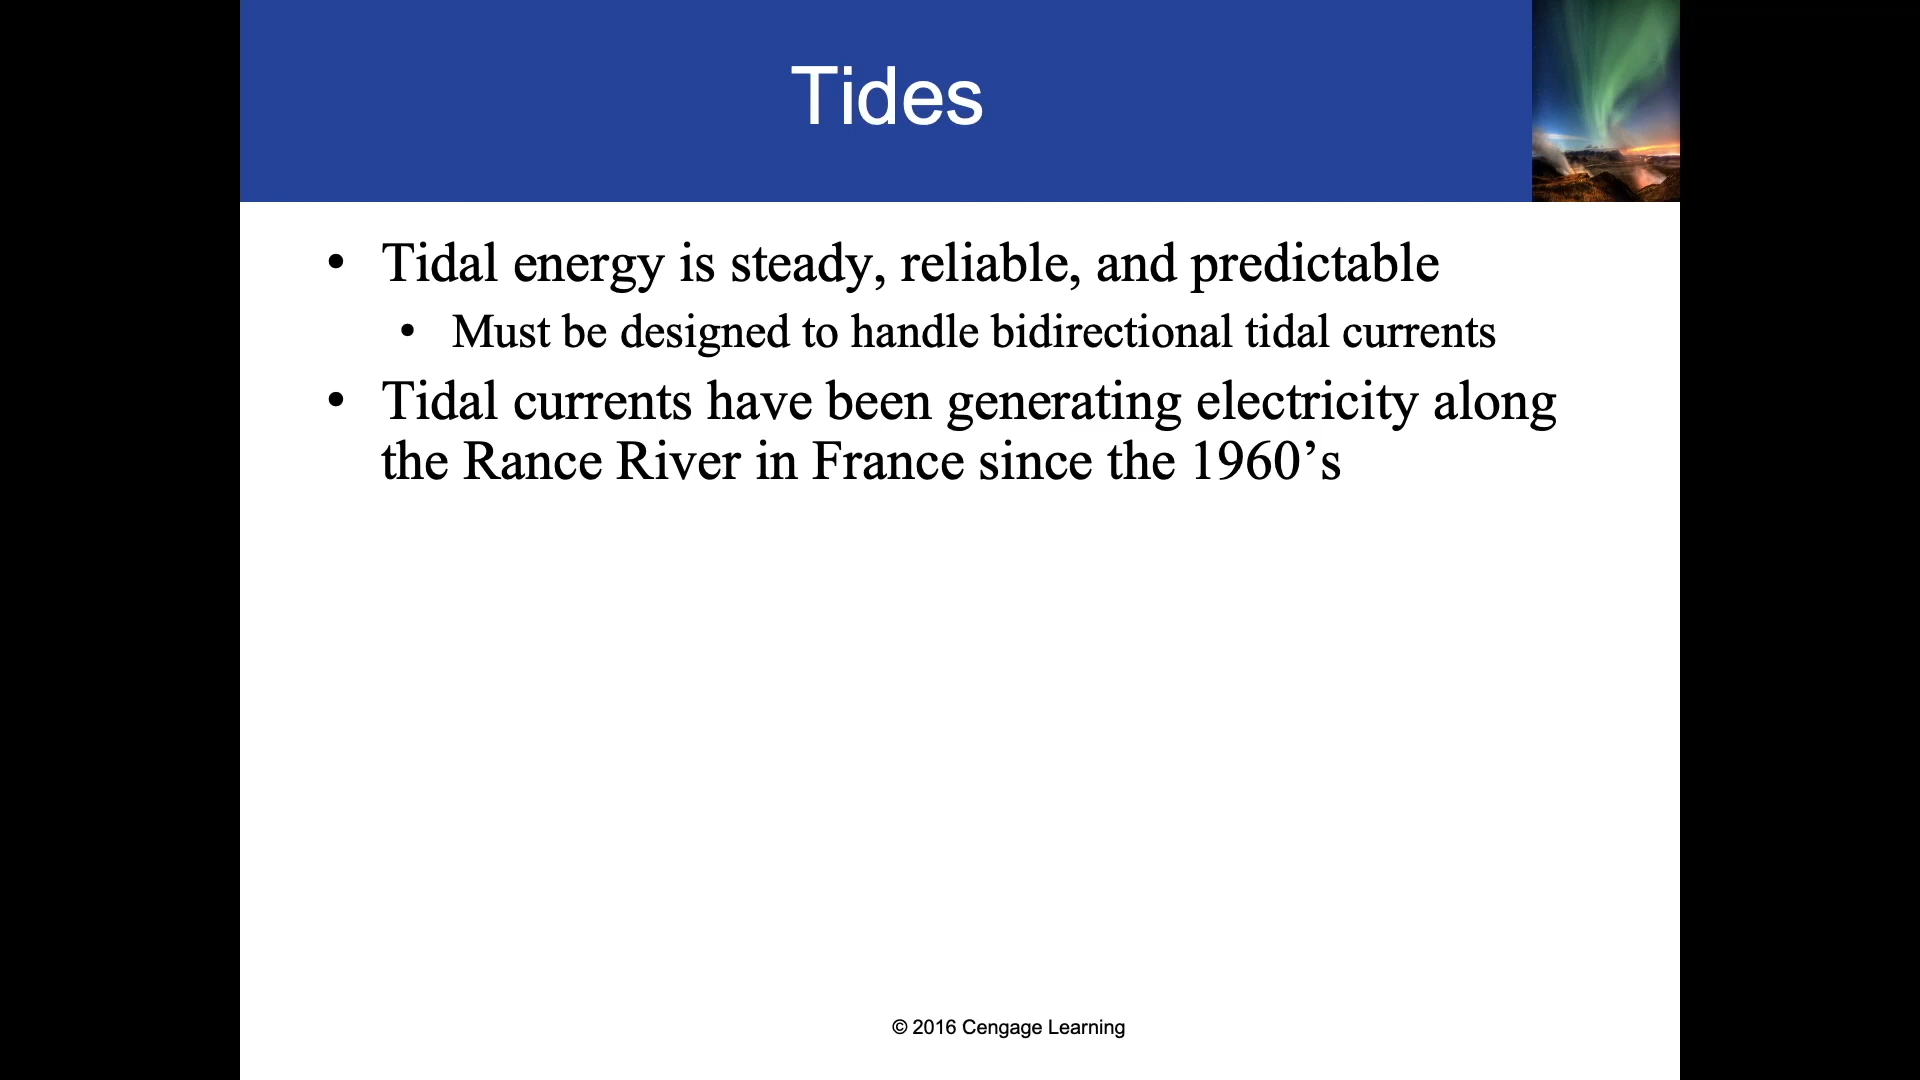 Tides
• Tidal energy is steady, reliable, and predictable
• Must be designed to handle bidirectional tidal currents
• Tidal currents have been generating electricity along
the Rance River in France since the 1960’s
© 2016 Cengage Learning